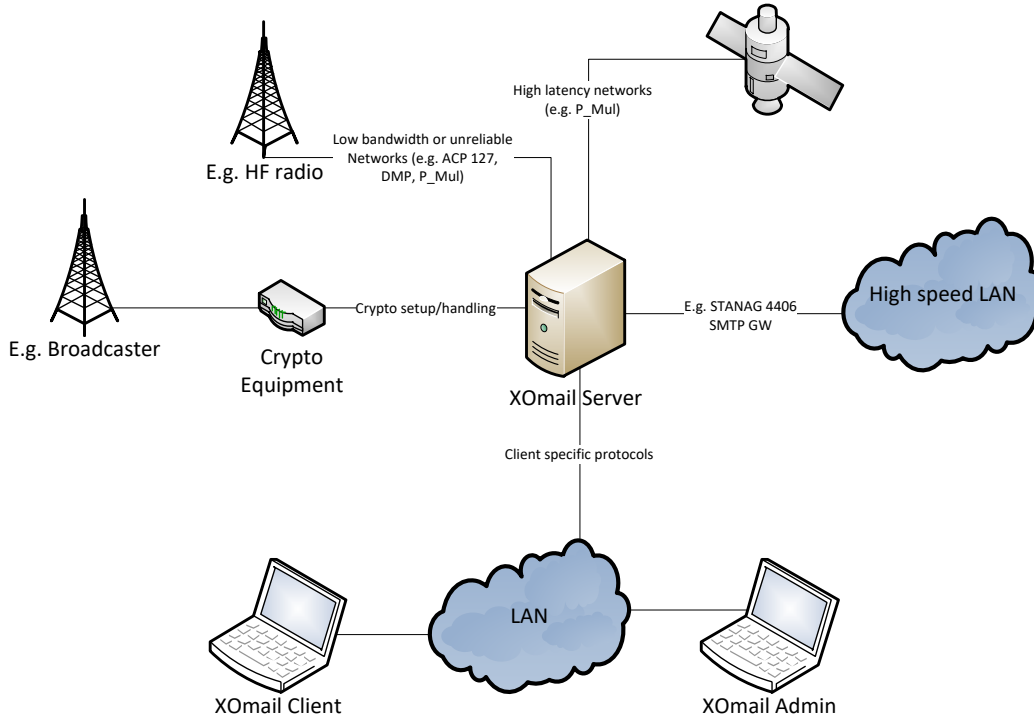 High latency networks
(e.g. P_Mul)
Low bandwidth or unreliable
Networks (e.g. ACP 127,
DMP, P_Mul)
E.g. HF radio
E.g. Broadcaster
Crypto
Equipment
Crypto setup/handling
XOmail Server
E.g. STANAG 4406
SMTP GW
High speed LAN
Client specific protocols
LAN
XOmail Client
XOmail Admin